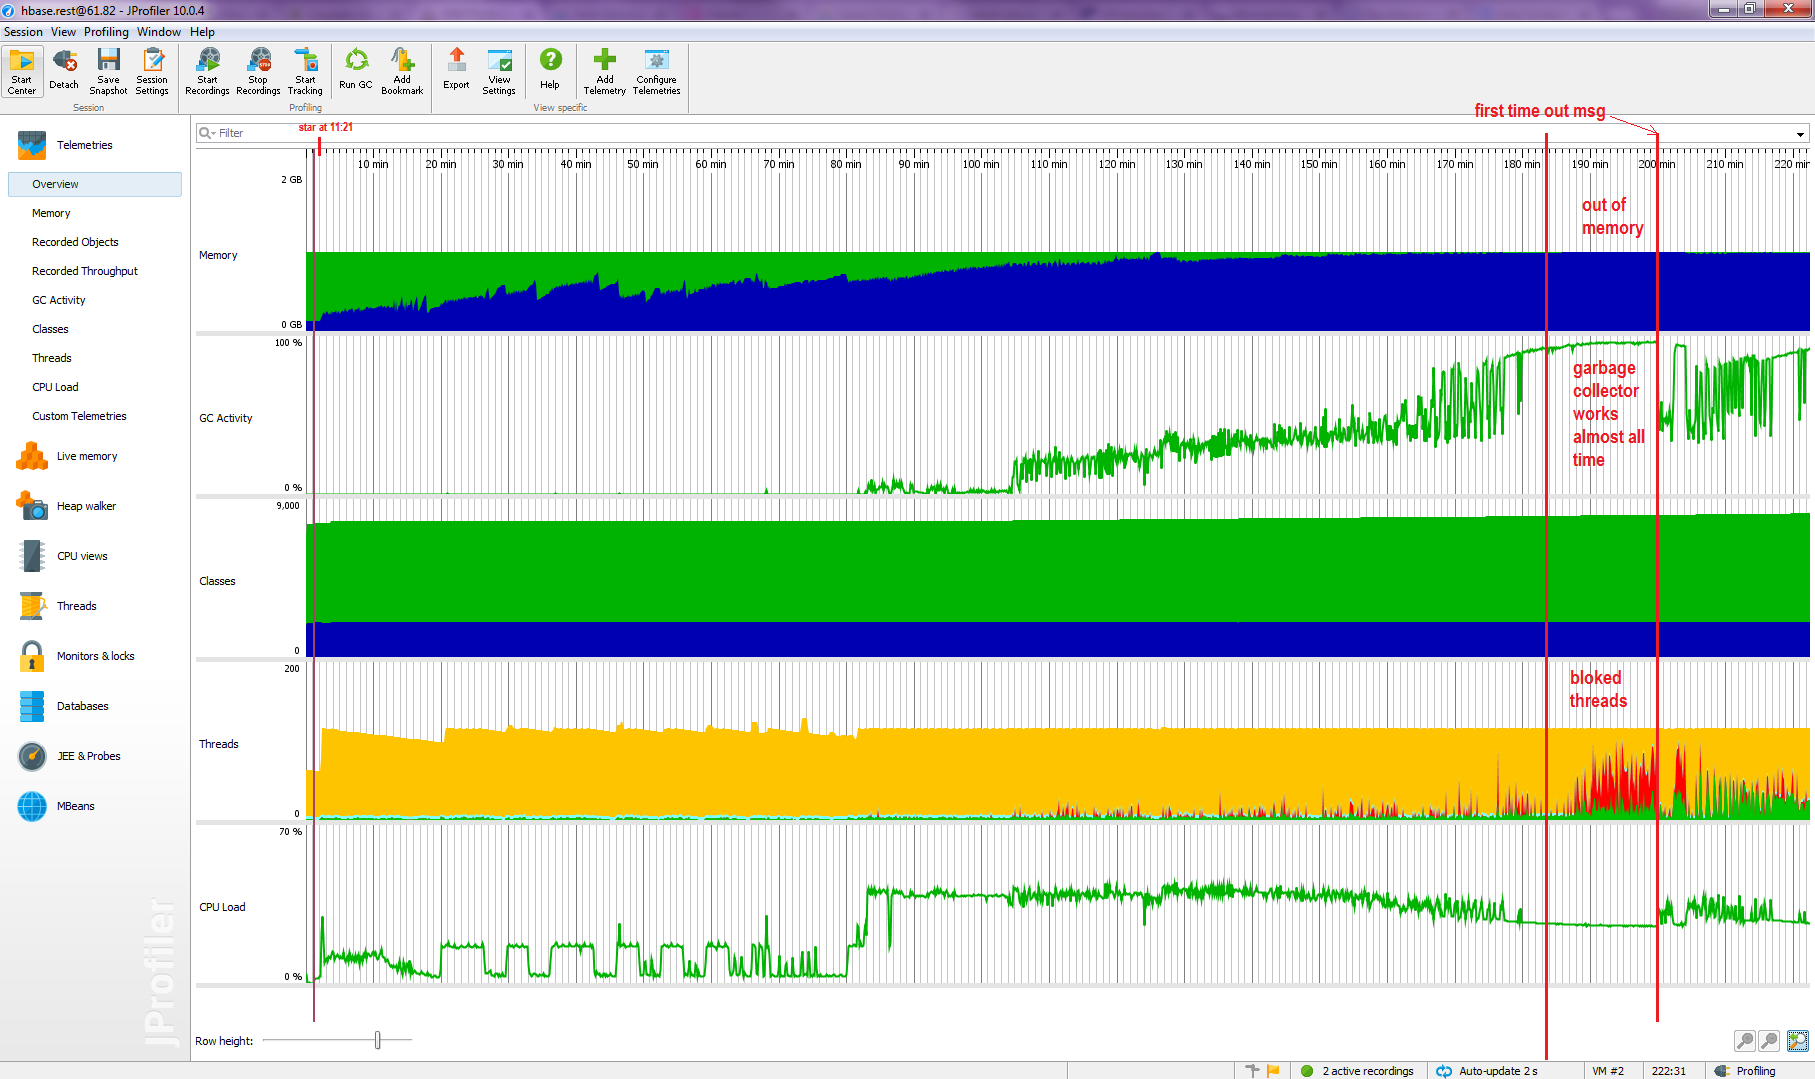 hbase.rest@61.82 - JProfiler 10.0.4
Session View Profiling Window Help
Start Center
Detach
Save Snapshot
Session Settings
Start Recordings
Stop Recordings
Start Tracking
Run GC
Add Bookmark
Export
View Settings
Help
Add Telemetry
Configure Telemetries
Session
Profiling
View specific
first time out msg
Filter
star at 11:21
10 min 20 min 30 min 40 min 50 min 60 min 70 min 80 min 90 min 100 min 110 min 120 min 130 min 140 min 150 min 160 min 170 min 180 min 190 min 200 min 210 min 220 mir
Telemetries
Overview
Memory
Recorded Objects
Recorded Throughput
GC Activity
Classes
Threads
CPU Load
Custom Telemetries
Live memory
Heap walker
CPU views
Threads
Monitors & locks
Databases
JEE & Probes
MBeans
JProfiler
2 GB
Memory
0 GB
out of
memory
100 %
GC Activity
0 %
garbage
collector
works
almost all
time
9,000
Classes
0
200
Threads
0
bloked
threads
70 %
CPU Load
0 %
Row height:
2 active recordings
Auto-update 2 s
VM #2
222:31
Profiling